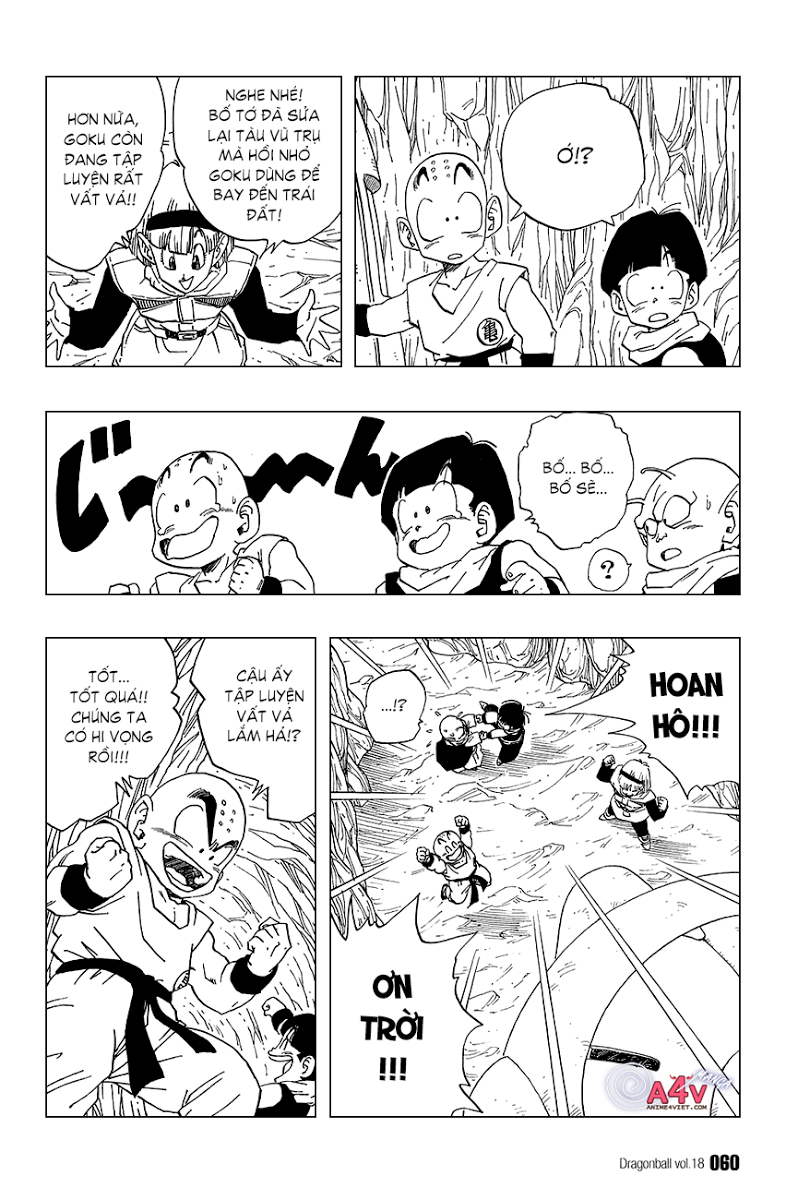 Ớ!?
NGHE NHÉ!
BỐ TỚ ĐÃ SỬA
LẠI TÀU VŨ TRỤ
MÀ HỒI NHỎ
GOKU DÙNG ĐỂ
BAY ĐẾN TRÁI
ĐẤT!
HƠN NỮA,
GOKU CÒN
ĐANG TẬP
LUYỆN RẤT
VẤT VẢ!!
亀
BỐ... BỐ...
BỐ SẼ...
?
じ〜〜ん
HOAN
HÔ!!!
...!?
ƠN
TRỜI
!!!
CẬU ẤY
TẬP LUYỆN
VẤT VẢ
LẮM HẢ!?
TỐT...
TỐT QUÁ!!
CHÚNG TA
CÓ HI VỌNG
RỒI!!!
A4V
ANIME4VIET.COM
Dragonball vol.18 060